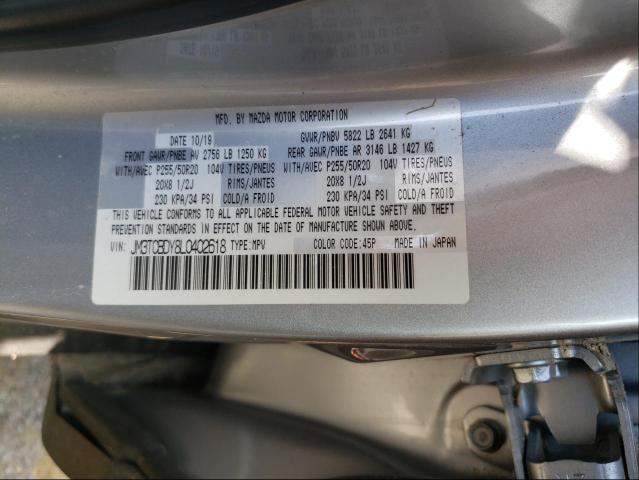 MFD. BY MAZDA MOTOR CORPORATION
DATE 10/19 GVWR/PNBV 5822 LB 2641 KG
FRONT GAWR/PNBE AV 2756 LB 1250 KG REAR GAWR/PNBE AR 3146 LB 1427 KG
WITH/AVEC P255/50R20 104V TIRES/PNEUS WITH/AVEC P255/50R20 104V TIRES/PNEUS
20X8 1/2J RIMS/JANTES 20X8 1/2J RIMS/JANTES
230 KPA/34 PSI COLD/A FROID 230 KPA/34 PSI COLD/A FROID
THIS VEHICLE CONFORMS TO ALL APPLICABLE FEDERAL MOTOR VEHICLE SAFETY AND THEFT
PREVENTION STANDARDS IN EFFECT ON THE DATE OF MANUFACTURE SHOWN ABOVE.
VIN: JM3TCBDY8L0402618 TYPE:MPV COLOR CODE:45P MADE IN JAPAN